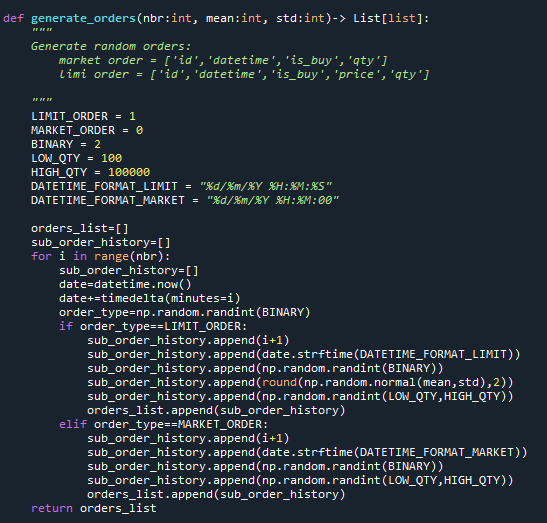 def generate_orders(nbr:int, mean:int, std:int)-> List[list]:
    """
    Generate random orders:
        market order = ['id','datetime','is_buy','qty']
        limi order = ['id','datetime','is_buy','price','qty']

    """
    LIMIT_ORDER = 1
    MARKET_ORDER = 0
    BINARY = 2
    LOW_QTY = 100
    HIGH_QTY = 100000
    DATETIME_FORMAT_LIMIT = "%d/%m/%Y %H:%M:%S"
    DATETIME_FORMAT_MARKET = "%d/%m/%Y %H:%M:00"

    orders_list=[]
    sub_order_history=[]
    for i in range(nbr):
        sub_order_history=[]
        date=datetime.now()
        date+=timedelta(minutes=i)
        order_type=np.random.randint(BINARY)
        if order_type==LIMIT_ORDER:
            sub_order_history.append(i+1)
            sub_order_history.append(date.strftime(DATETIME_FORMAT_LIMIT))
            sub_order_history.append(np.random.randint(BINARY))
            sub_order_history.append(round(np.random.normal(mean,std),2))
            sub_order_history.append(np.random.randint(LOW_QTY,HIGH_QTY))
            orders_list.append(sub_order_history)
        elif order_type==MARKET_ORDER:
            sub_order_history.append(i+1)
            sub_order_history.append(date.strftime(DATETIME_FORMAT_MARKET))
            sub_order_history.append(np.random.randint(BINARY))
            sub_order_history.append(np.random.randint(LOW_QTY,HIGH_QTY))
            orders_list.append(sub_order_history)
    return orders_list